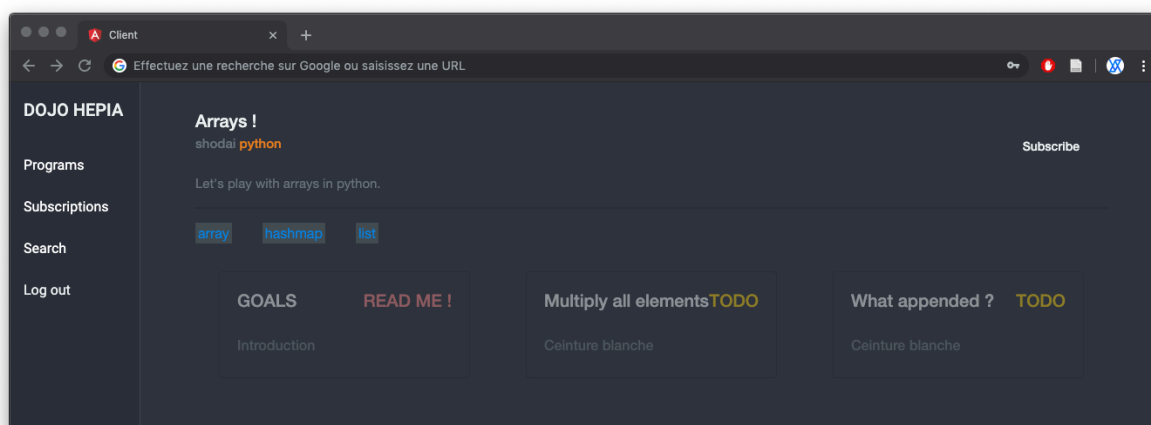 Client
Effectuez une recherche sur Google ou saisissez une URL
DOJO HEPIA
Programs
Subscriptions
Search
Log out
Arrays !
shodai python
Subscribe
Let's play with arrays in python.
array hashmap list
GOALS READ ME !
Introduction
Multiply all elements TODO
Ceinture blanche
What appended ? TODO
Ceinture blanche